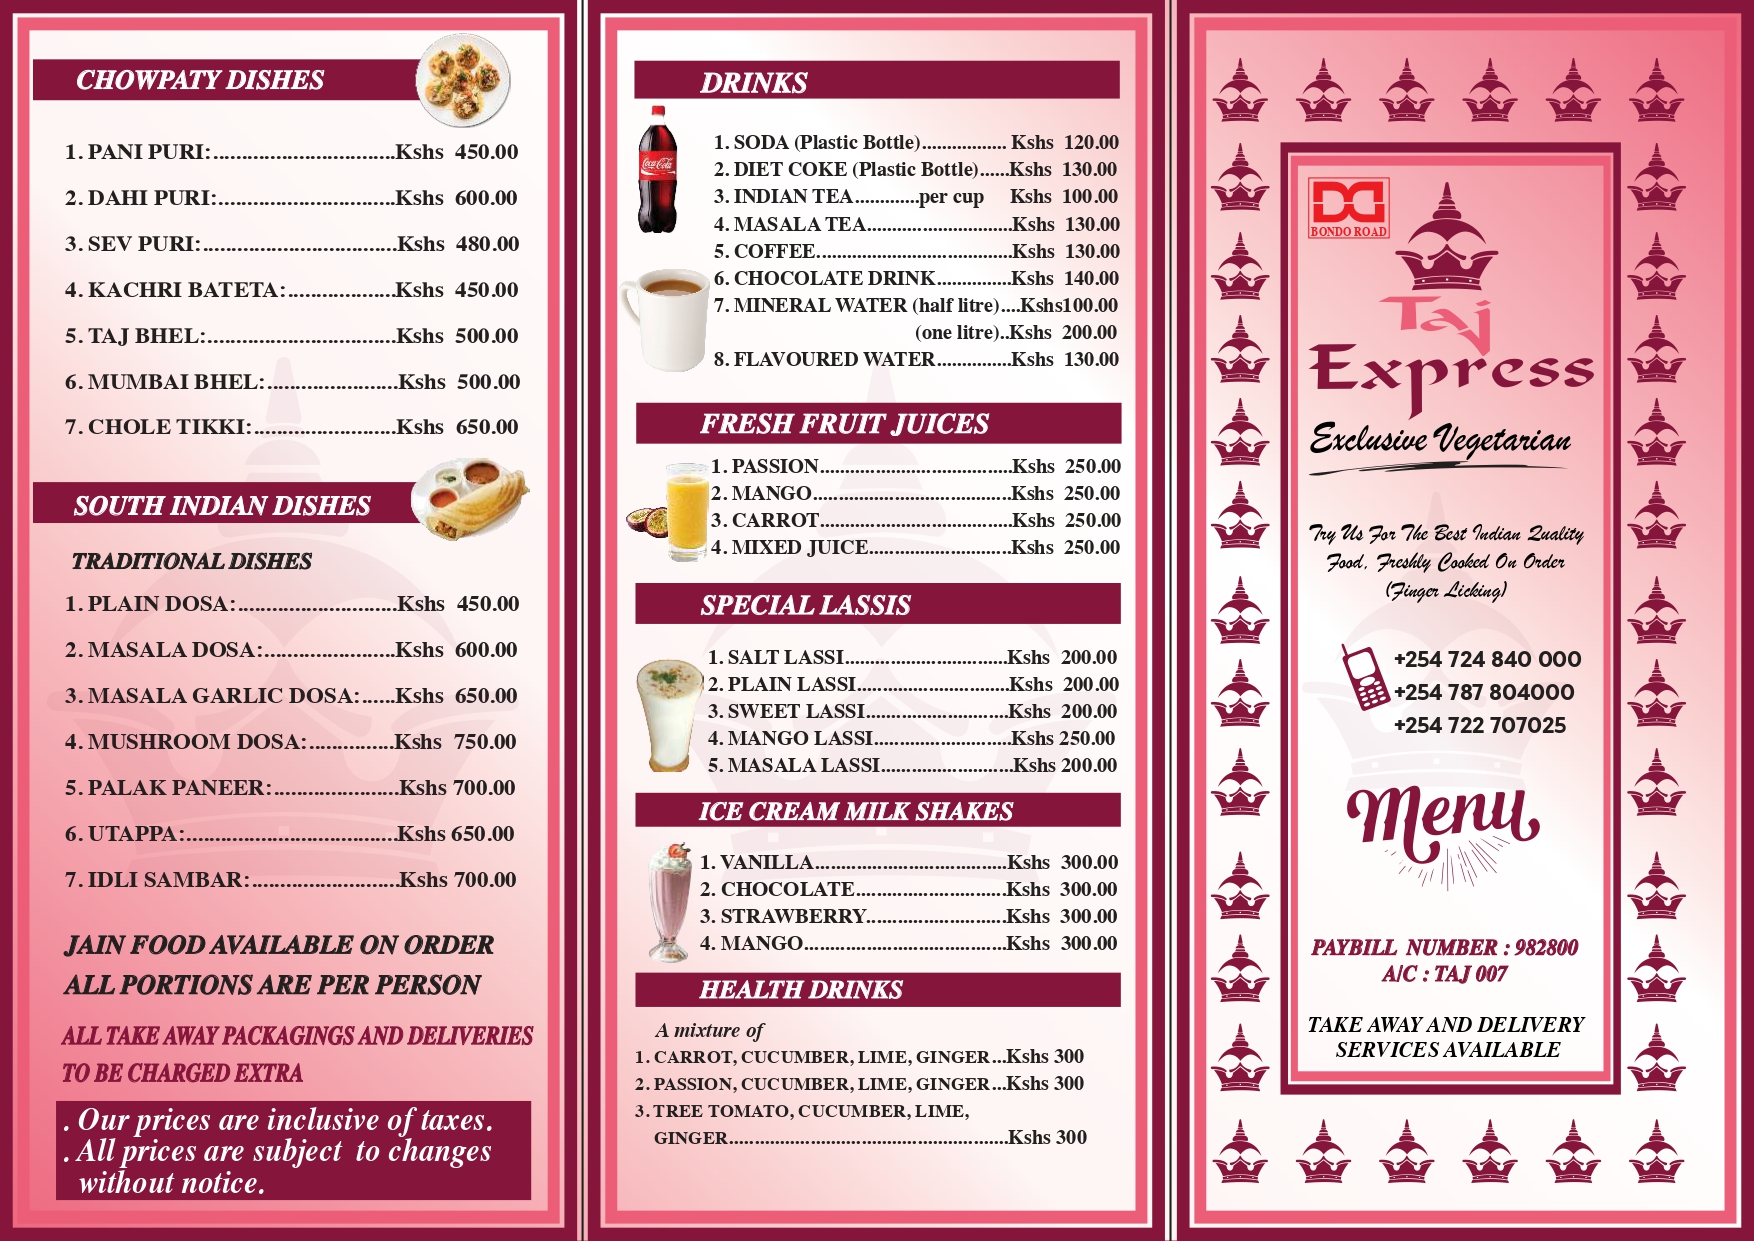 CHOWPATY DISHES
1. PANI PURI:................................Kshs 450.00
2. DAHI PURI:...............................Kshs 600.00
3. SEV PURI:..................................Kshs 480.00
4. KACHRI BATETA:...................Kshs 450.00
5. TAJ BHEL:.................................Kshs 500.00
6. MUMBAI BHEL:.......................Kshs 500.00
7. CHOLE TIKKI:.........................Kshs 650.00
SOUTH INDIAN DISHES
TRADITIONAL DISHES
1. PLAIN DOSA:............................Kshs 450.00
2. MASALA DOSA:.......................Kshs 600.00
3. MASALA GARLIC DOSA:......Kshs 650.00
4. MUSHROOM DOSA:...............Kshs 750.00
5. PALAK PANEER:......................Kshs 700.00
6. UTAPPA:.....................................Kshs 650.00
7. IDLI SAMBAR:..........................Kshs 700.00
JAIN FOOD AVAILABLE ON ORDER
ALL PORTIONS ARE PER PERSON
ALL TAKE AWAY PACKAGINGS AND DELIVERIES
TO BE CHARGED EXTRA
. Our prices are inclusive of taxes.
. All prices are subject to changes
without notice.
DRINKS
Coca-Cola
1. SODA (Plastic Bottle)................. Kshs 120.00
2. DIET COKE (Plastic Bottle)......Kshs 130.00
3. INDIAN TEA.............per cup Kshs 100.00
4. MASALA TEA.............................Kshs 130.00
5. COFFEE.......................................Kshs 130.00
6. CHOCOLATE DRINK...............Kshs 140.00
7. MINERAL WATER (half litre)....Kshs100.00
(one litre)..Kshs 200.00
8. FLAVOURED WATER...............Kshs 130.00
FRESH FRUIT JUICES
1. PASSION......................................Kshs 250.00
2. MANGO.......................................Kshs 250.00
3. CARROT......................................Kshs 250.00
4. MIXED JUICE............................Kshs 250.00
SPECIAL LASSIS
1. SALT LASSI................................Kshs 200.00
2. PLAIN LASSI..............................Kshs 200.00
3. SWEET LASSI............................Kshs 200.00
4. MANGO LASSI...........................Kshs 250.00
5. MASALA LASSI..........................Kshs 200.00
ICE CREAM MILK SHAKES
1. VANILLA......................................Kshs 300.00
2. CHOCOLATE..............................Kshs 300.00
3. STRAWBERRY............................Kshs 300.00
4. MANGO........................................Kshs 300.00
HEALTH DRINKS
A mixture of
1. CARROT, CUCUMBER, LIME, GINGER...Kshs 300
2. PASSION, CUCUMBER, LIME, GINGER...Kshs 300
3. TREE TOMATO, CUCUMBER, LIME,
GINGER.......................................................Kshs 300
BONDO ROAD
Taj
Express
Exclusive Vegetarian
Try Us For The Best Indian Quality
Food, Freshly Cooked On Order
(Finger Licking)
+254 724 840 000
+254 787 804000
+254 722 707025
Menu
PAYBILL NUMBER : 982800
A/C : TAJ 007
TAKE AWAY AND DELIVERY
SERVICES AVAILABLE